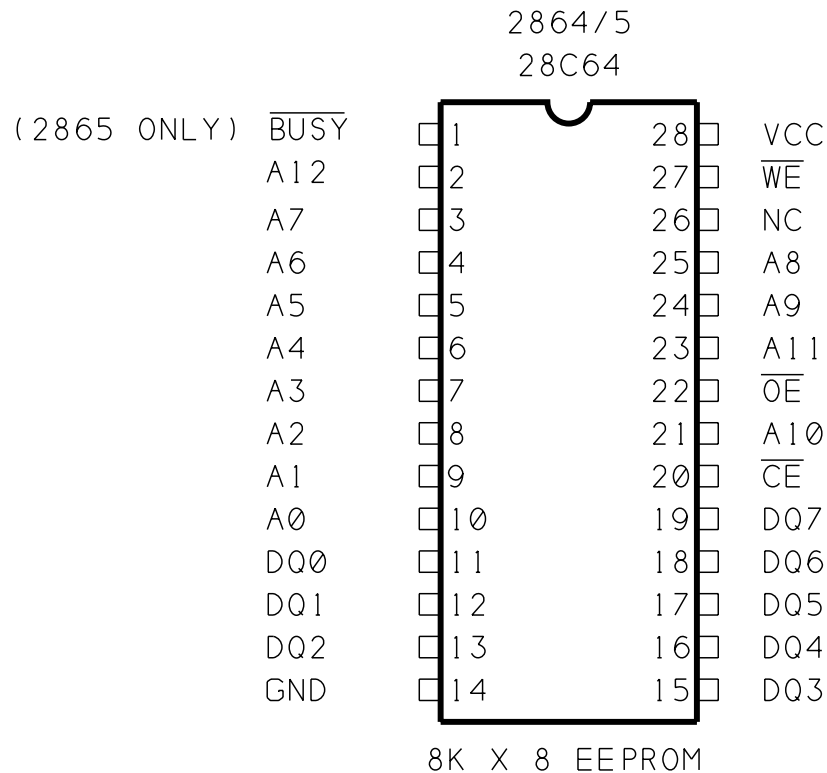 2864/5
28C64
(2865 ONLY) BUSY 1 28 VCC
A12 2 27 WE
A7 3 26 NC
A6 4 25 A8
A5 5 24 A9
A4 6 23 A11
A3 7 22 OE
A2 8 21 A10
A1 9 20 CE
A0 10 19 DQ7
DQ0 11 18 DQ6
DQ1 12 17 DQ5
DQ2 13 16 DQ4
GND 14 15 DQ3
8K X 8 EEPROM